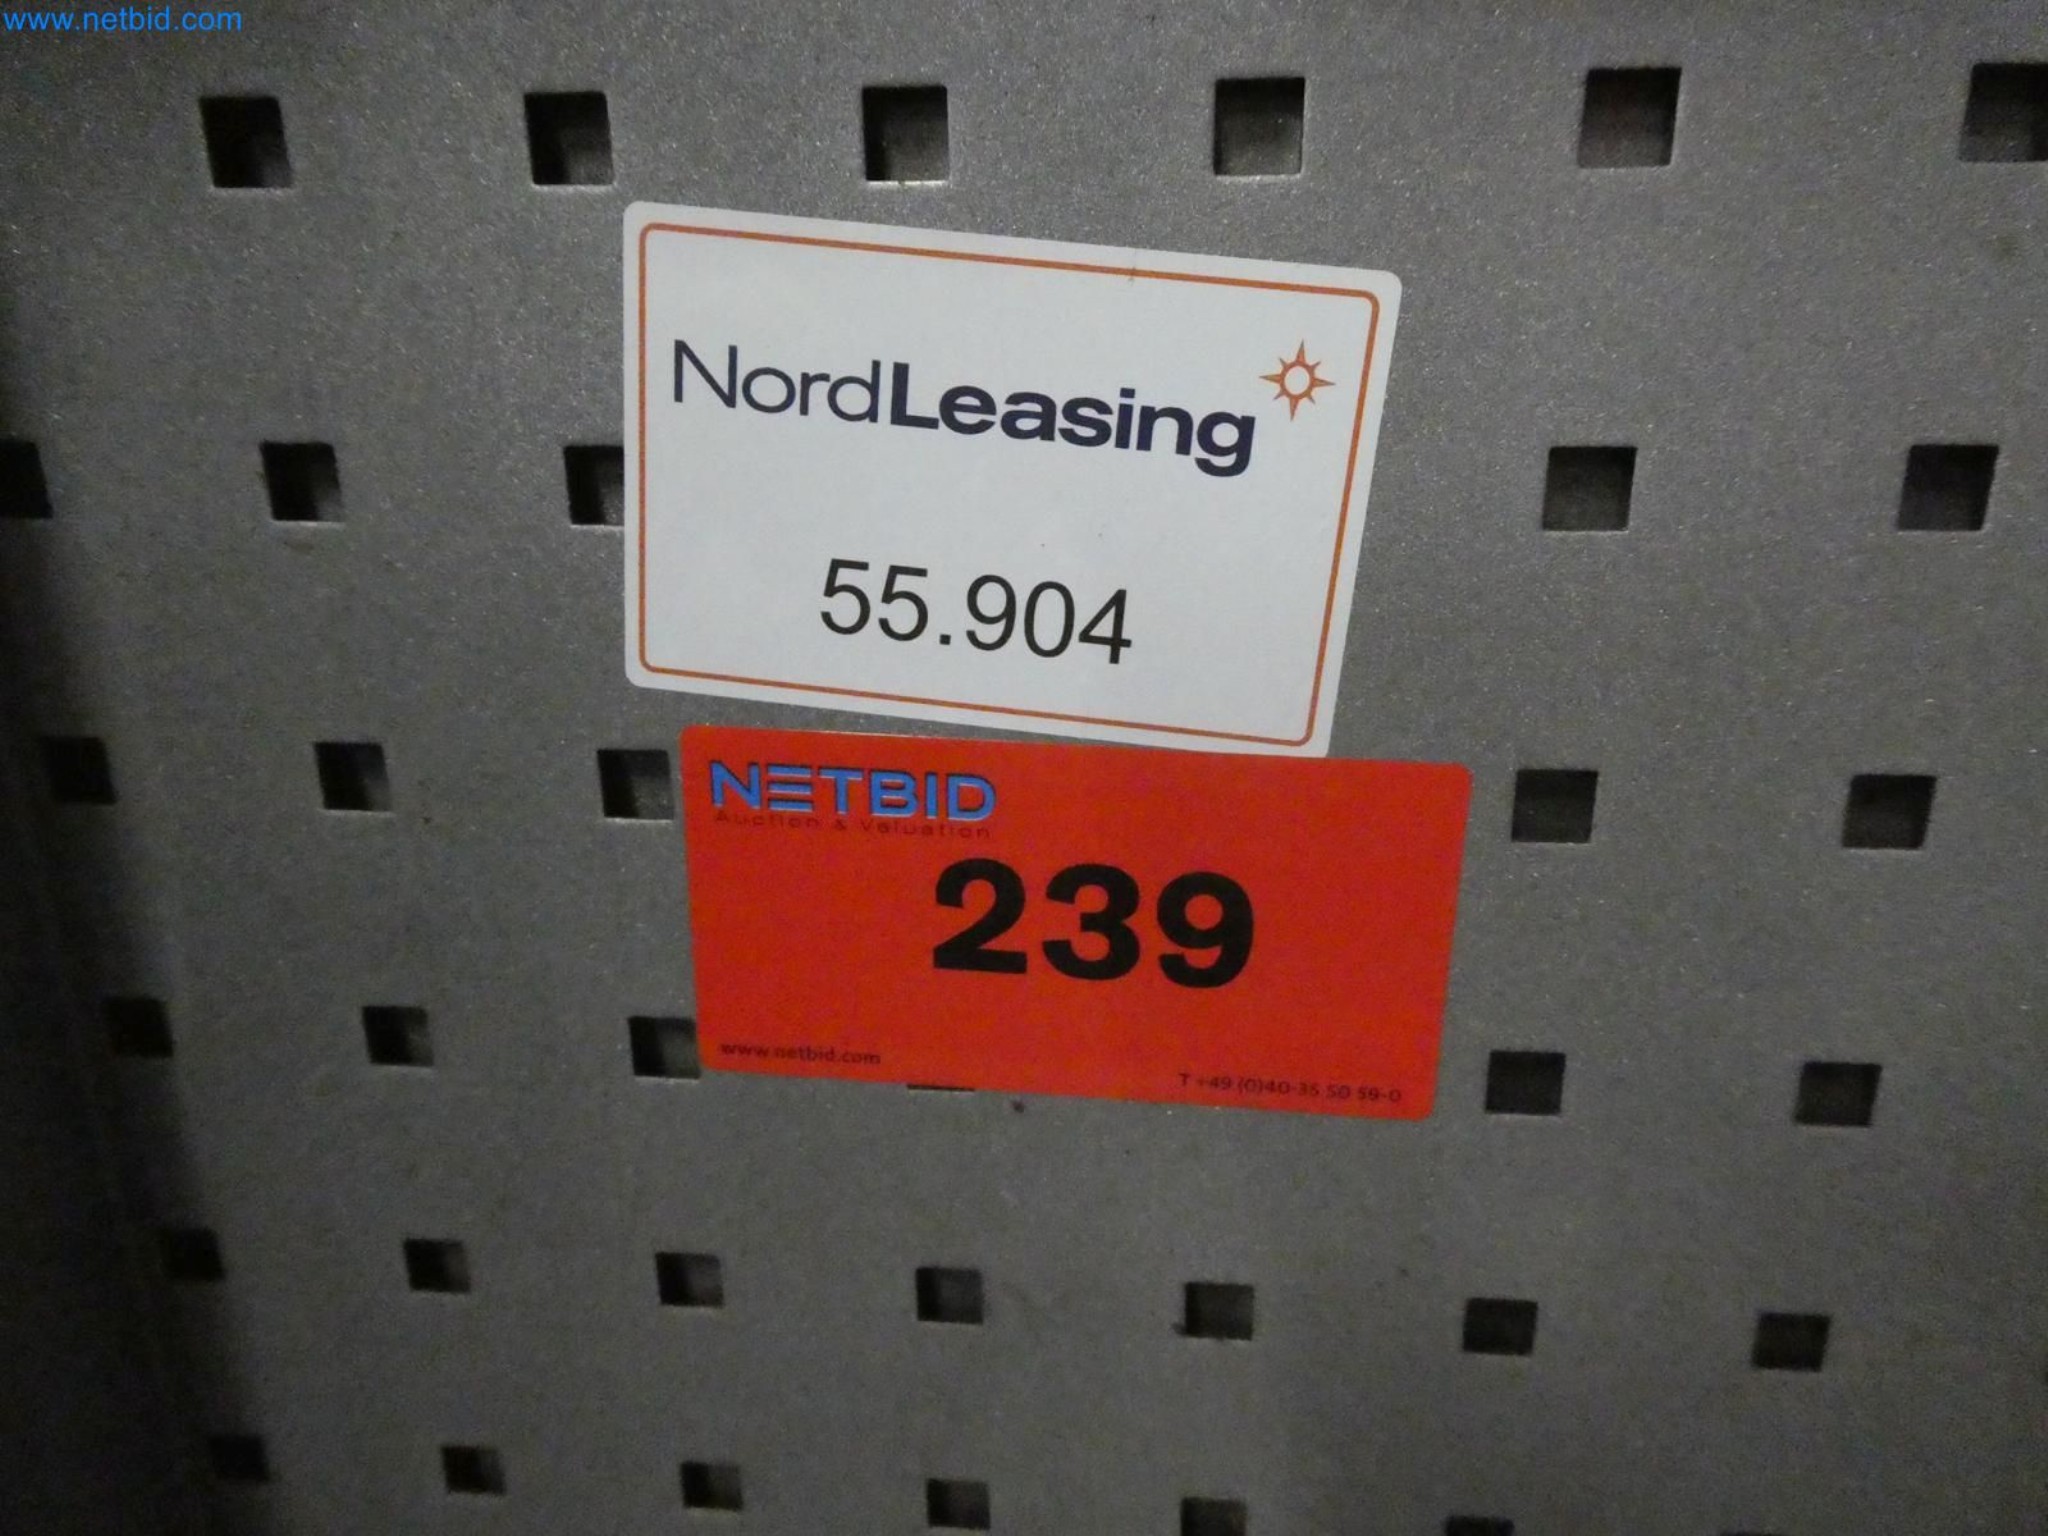 www.netbid.com
NordLeasing
55.904
NETBID
Auction & Valuation
239
www.netbid.com
T +49 (0)40-35 50 59-0